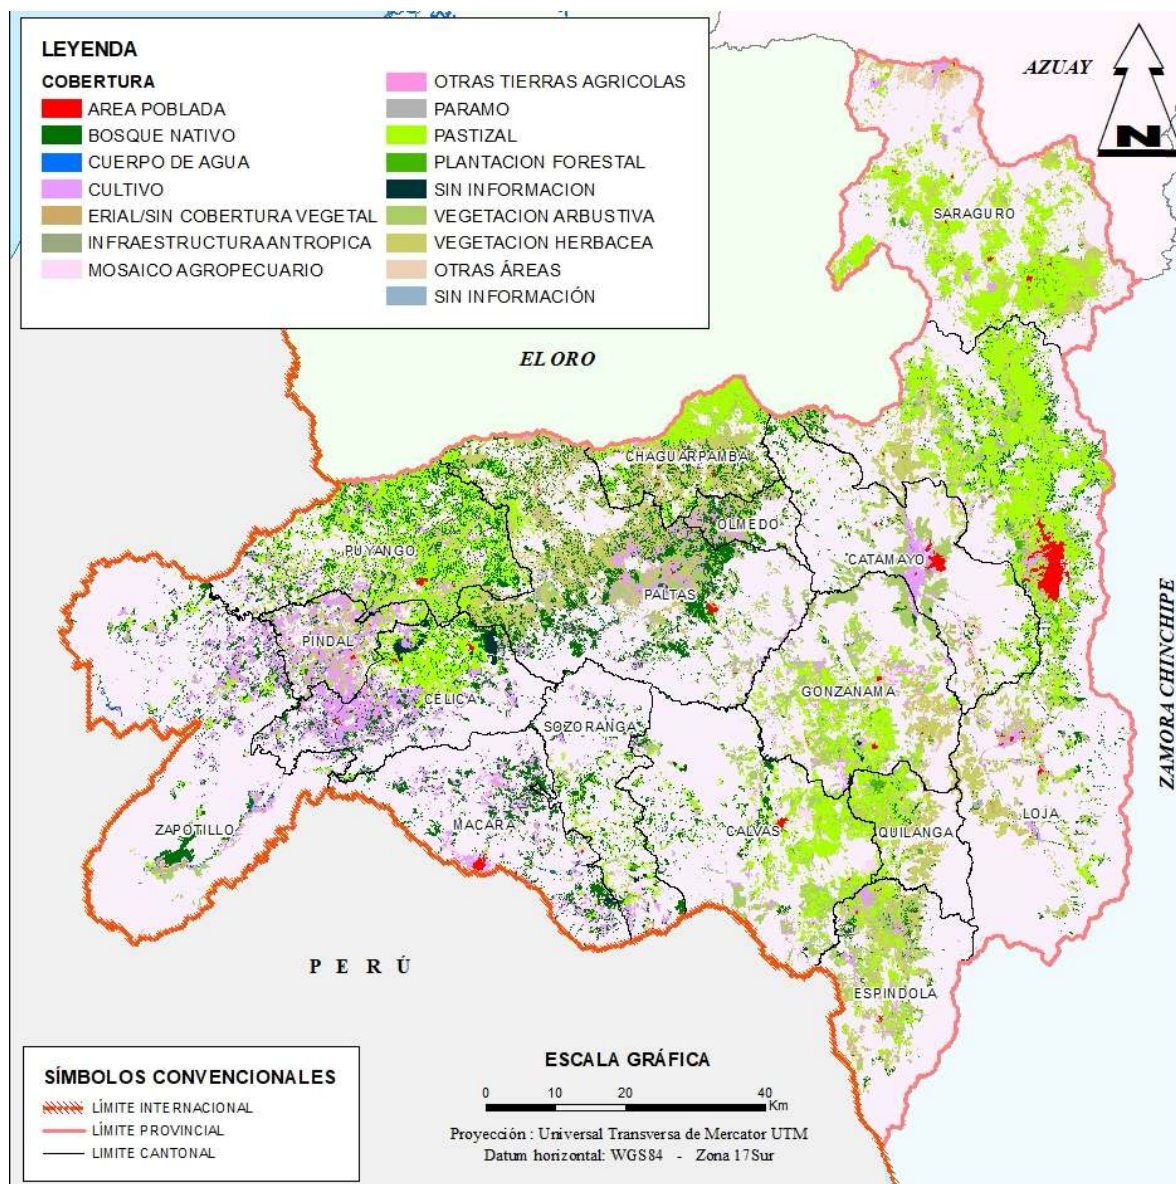 LEYENDA
COBERTURA
AREA POBLADA
BOSQUE NATIVO
CUERPO DE AGUA
CULTIVO
ERIAL/SIN COBERTURA VEGETAL
INFRAESTRUCTURA ANTROPICA
MOSAICO AGROPECUARIO
OTRAS TIERRAS AGRICOLAS
PARAMO
PASTIZAL
PLANTACION FORESTAL
SIN INFORMACION
VEGETACION ARBUSTIVA
VEGETACION HERBACEA
OTRAS ÁREAS
SIN INFORMACIÓN
AZUAY
N
SARAGURO
EL ORO
CHAGUARPAMBA
OLMEDO
PUYANGO
CATAMAYO
PALTAS
PINDAL
CELICA
GONZANAMA
SOZORANGA
ZAMORA CHINCHIPE
ZAPOTILLO
MACARA
CALVAS
QUILANGA
LOJA
PERÚ
ESPINDOLA
SÍMBOLOS CONVENCIONALES
LÍMITE INTERNACIONAL
LÍMITE PROVINCIAL
LIMITE CANTONAL
ESCALA GRÁFICA
0 10 20 40
Km
Proyección : Universal Transversa de Mercator UTM
Datum horizontal: WGS84 - Zona 17Sur